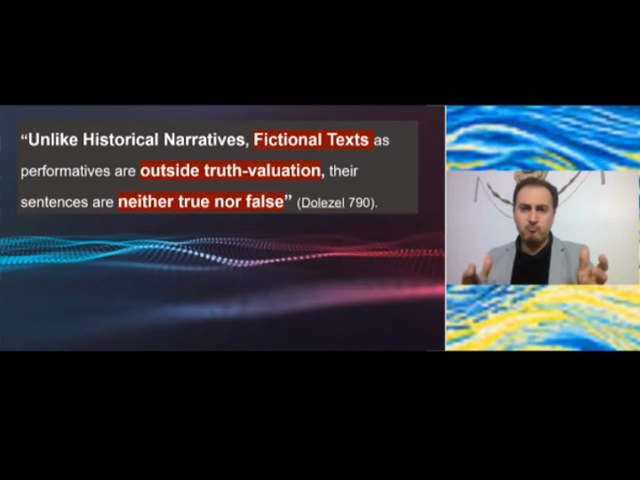 “Unlike Historical Narratives, Fictional Texts as
performatives are outside truth-valuation, their
sentences are neither true nor false” (Dolezel 790).